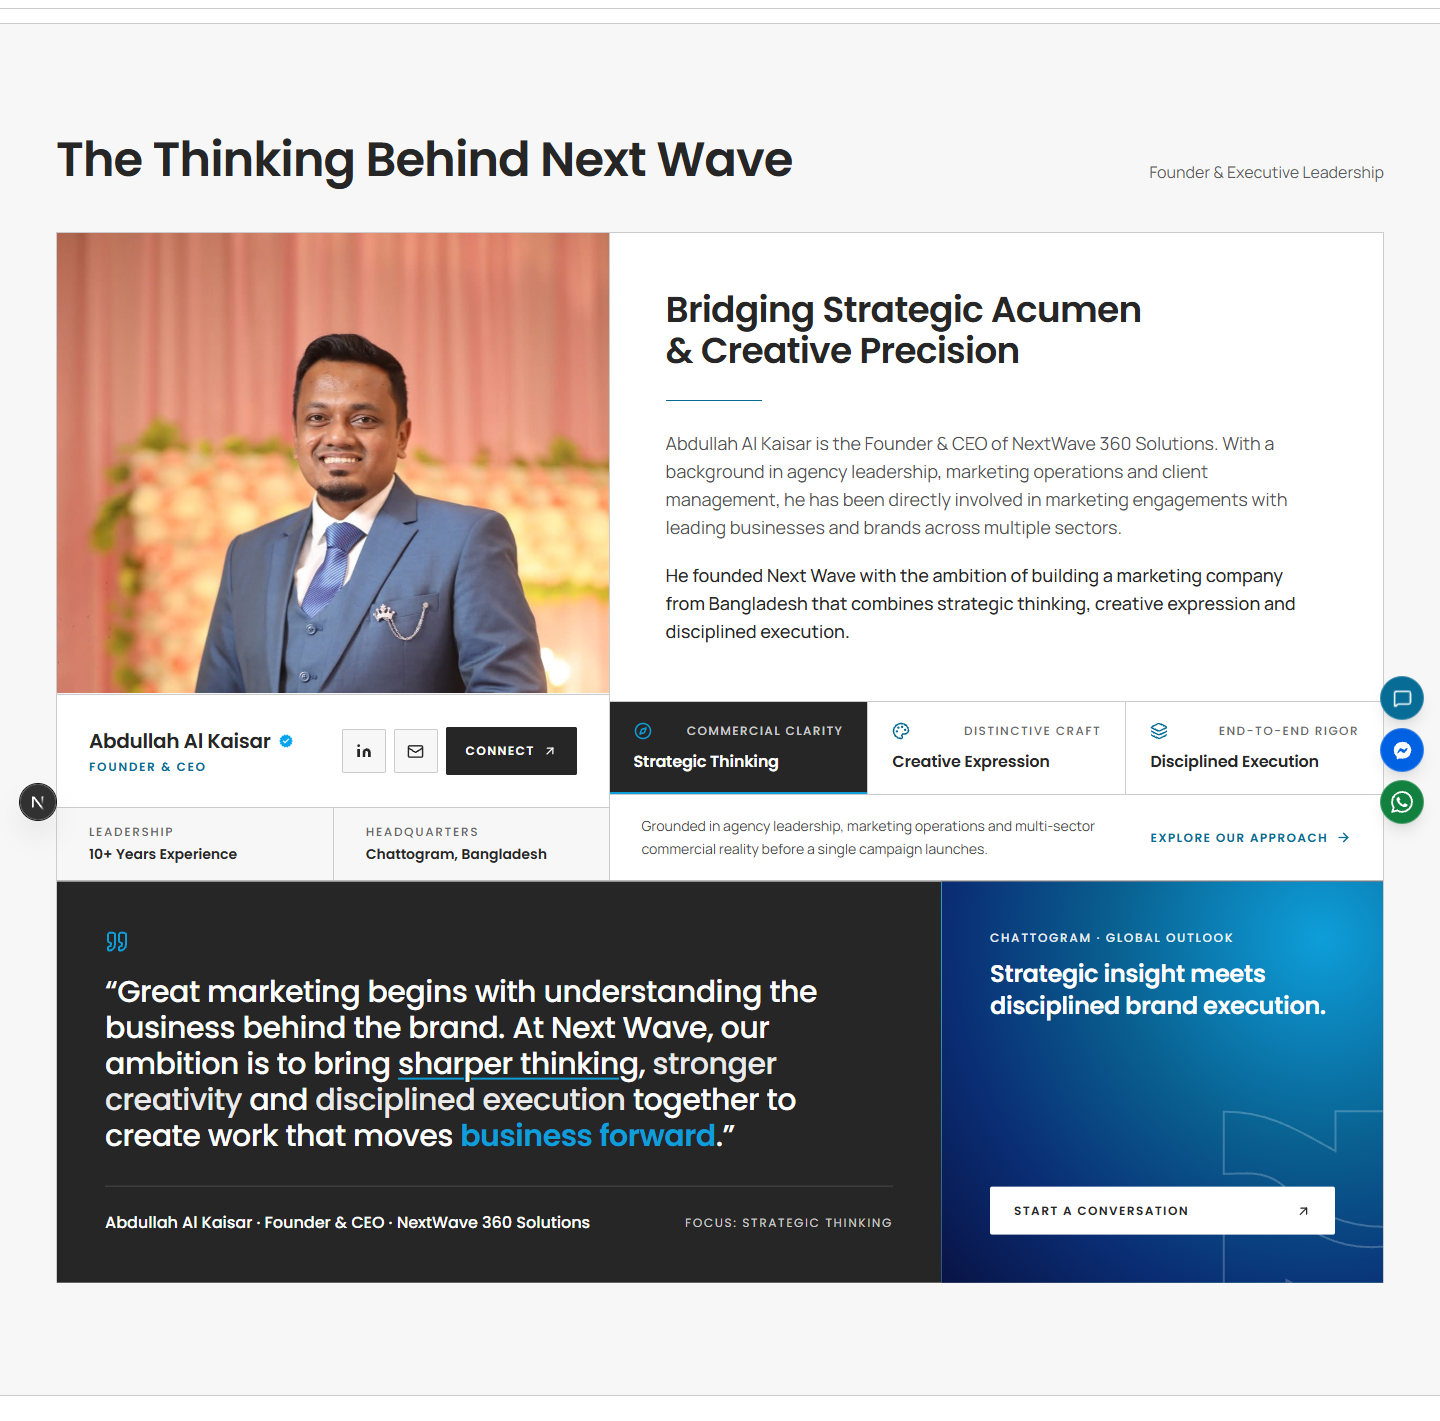 The Thinking Behind Next Wave
Founder & Executive Leadership
Bridging Strategic Acumen
& Creative Precision
Abdullah Al Kaisar is the Founder & CEO of NextWave 360 Solutions. With a
background in agency leadership, marketing operations and client
management, he has been directly involved in marketing engagements with
leading businesses and brands across multiple sectors.
He founded Next Wave with the ambition of building a marketing company
from Bangladesh that combines strategic thinking, creative expression and
disciplined execution.
Abdullah Al Kaisar
FOUNDER & CEO
in
CONNECT
LEADERSHIP
10+ Years Experience
HEADQUARTERS
Chattogram, Bangladesh
COMMERCIAL CLARITY
Strategic Thinking
DISTINCTIVE CRAFT
Creative Expression
END-TO-END RIGOR
Disciplined Execution
Grounded in agency leadership, marketing operations and multi-sector
commercial reality before a single campaign launches.
EXPLORE OUR APPROACH
N
“Great marketing begins with understanding the
business behind the brand. At Next Wave, our
ambition is to bring sharper thinking, stronger
creativity and disciplined execution together to
create work that moves business forward.”
Abdullah Al Kaisar · Founder & CEO · NextWave 360 Solutions
FOCUS: STRATEGIC THINKING
CHATTOGRAM · GLOBAL OUTLOOK
Strategic insight meets
disciplined brand execution.
START A CONVERSATION